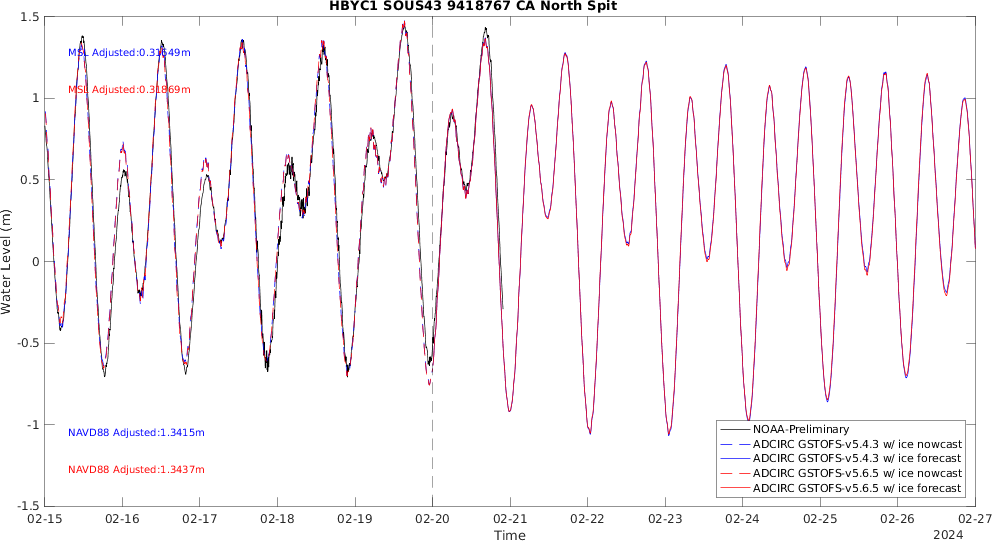 HBYC1 SOUS43 9418767 CA North Spit
1.5
1
0.5
0
-0.5
-1
-1.5
Water Level (m)
MSL Adjusted:0.31649m
MSL Adjusted:0.31869m
NAVD88 Adjusted:1.3415m
NAVD88 Adjusted:1.3437m
NOAA-Preliminary
ADCIRC GSTOFS-v5.4.3 w/ ice nowcast
ADCIRC GSTOFS-v5.4.3 w/ ice forecast
ADCIRC GSTOFS-v5.6.5 w/ ice nowcast
ADCIRC GSTOFS-v5.6.5 w/ ice forecast
02-15 02-16 02-17 02-18 02-19 02-20 02-21 02-22 02-23 02-24 02-25 02-26 02-27
Time
2024